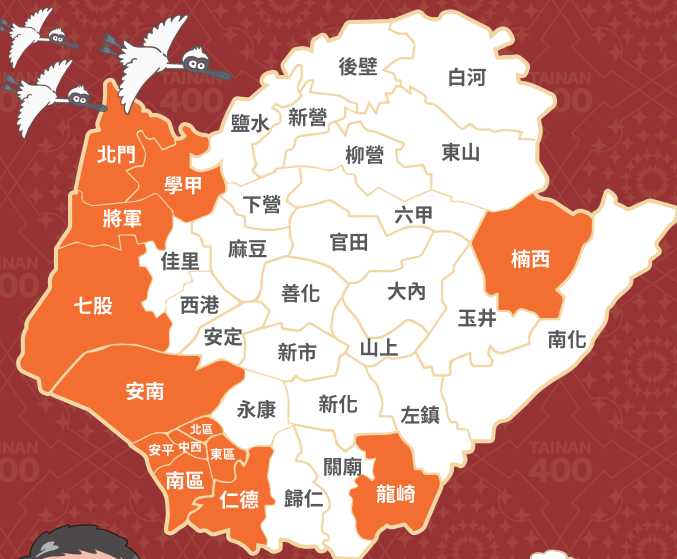 TAINAN
400
TAINAN
400
後壁
白河
鹽水
新營
北門
柳營
東山
學甲
下營
六甲
將軍
官田
麻豆
楠西
佳里
大內
善化
七股
西港
玉井
安定
南化
山上
新市
安南
新化
永康
左鎮
北區
安平
中西
東區
關廟
南區
龍崎
仁德
歸仁
TAINAN
400